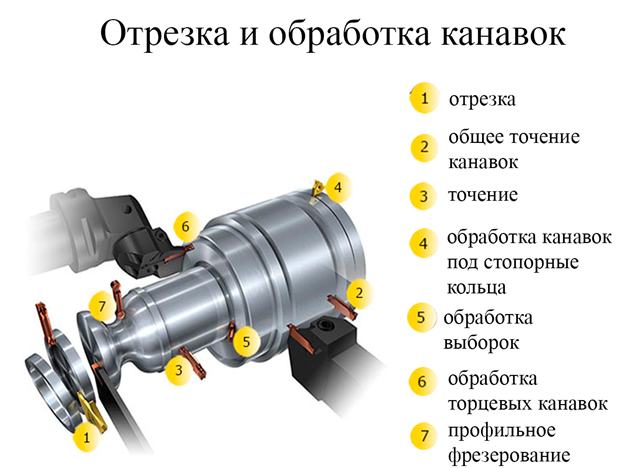 Отрезка и обработка канавок
1 отрезка
2 общее точение
канавок
3 точение
4 обработка канавок
под стопорные
кольца
5 обработка
выборок
6 обработка
торцевых канавок
7 профильное
фрезерование
4
6
2
7
5
3
1